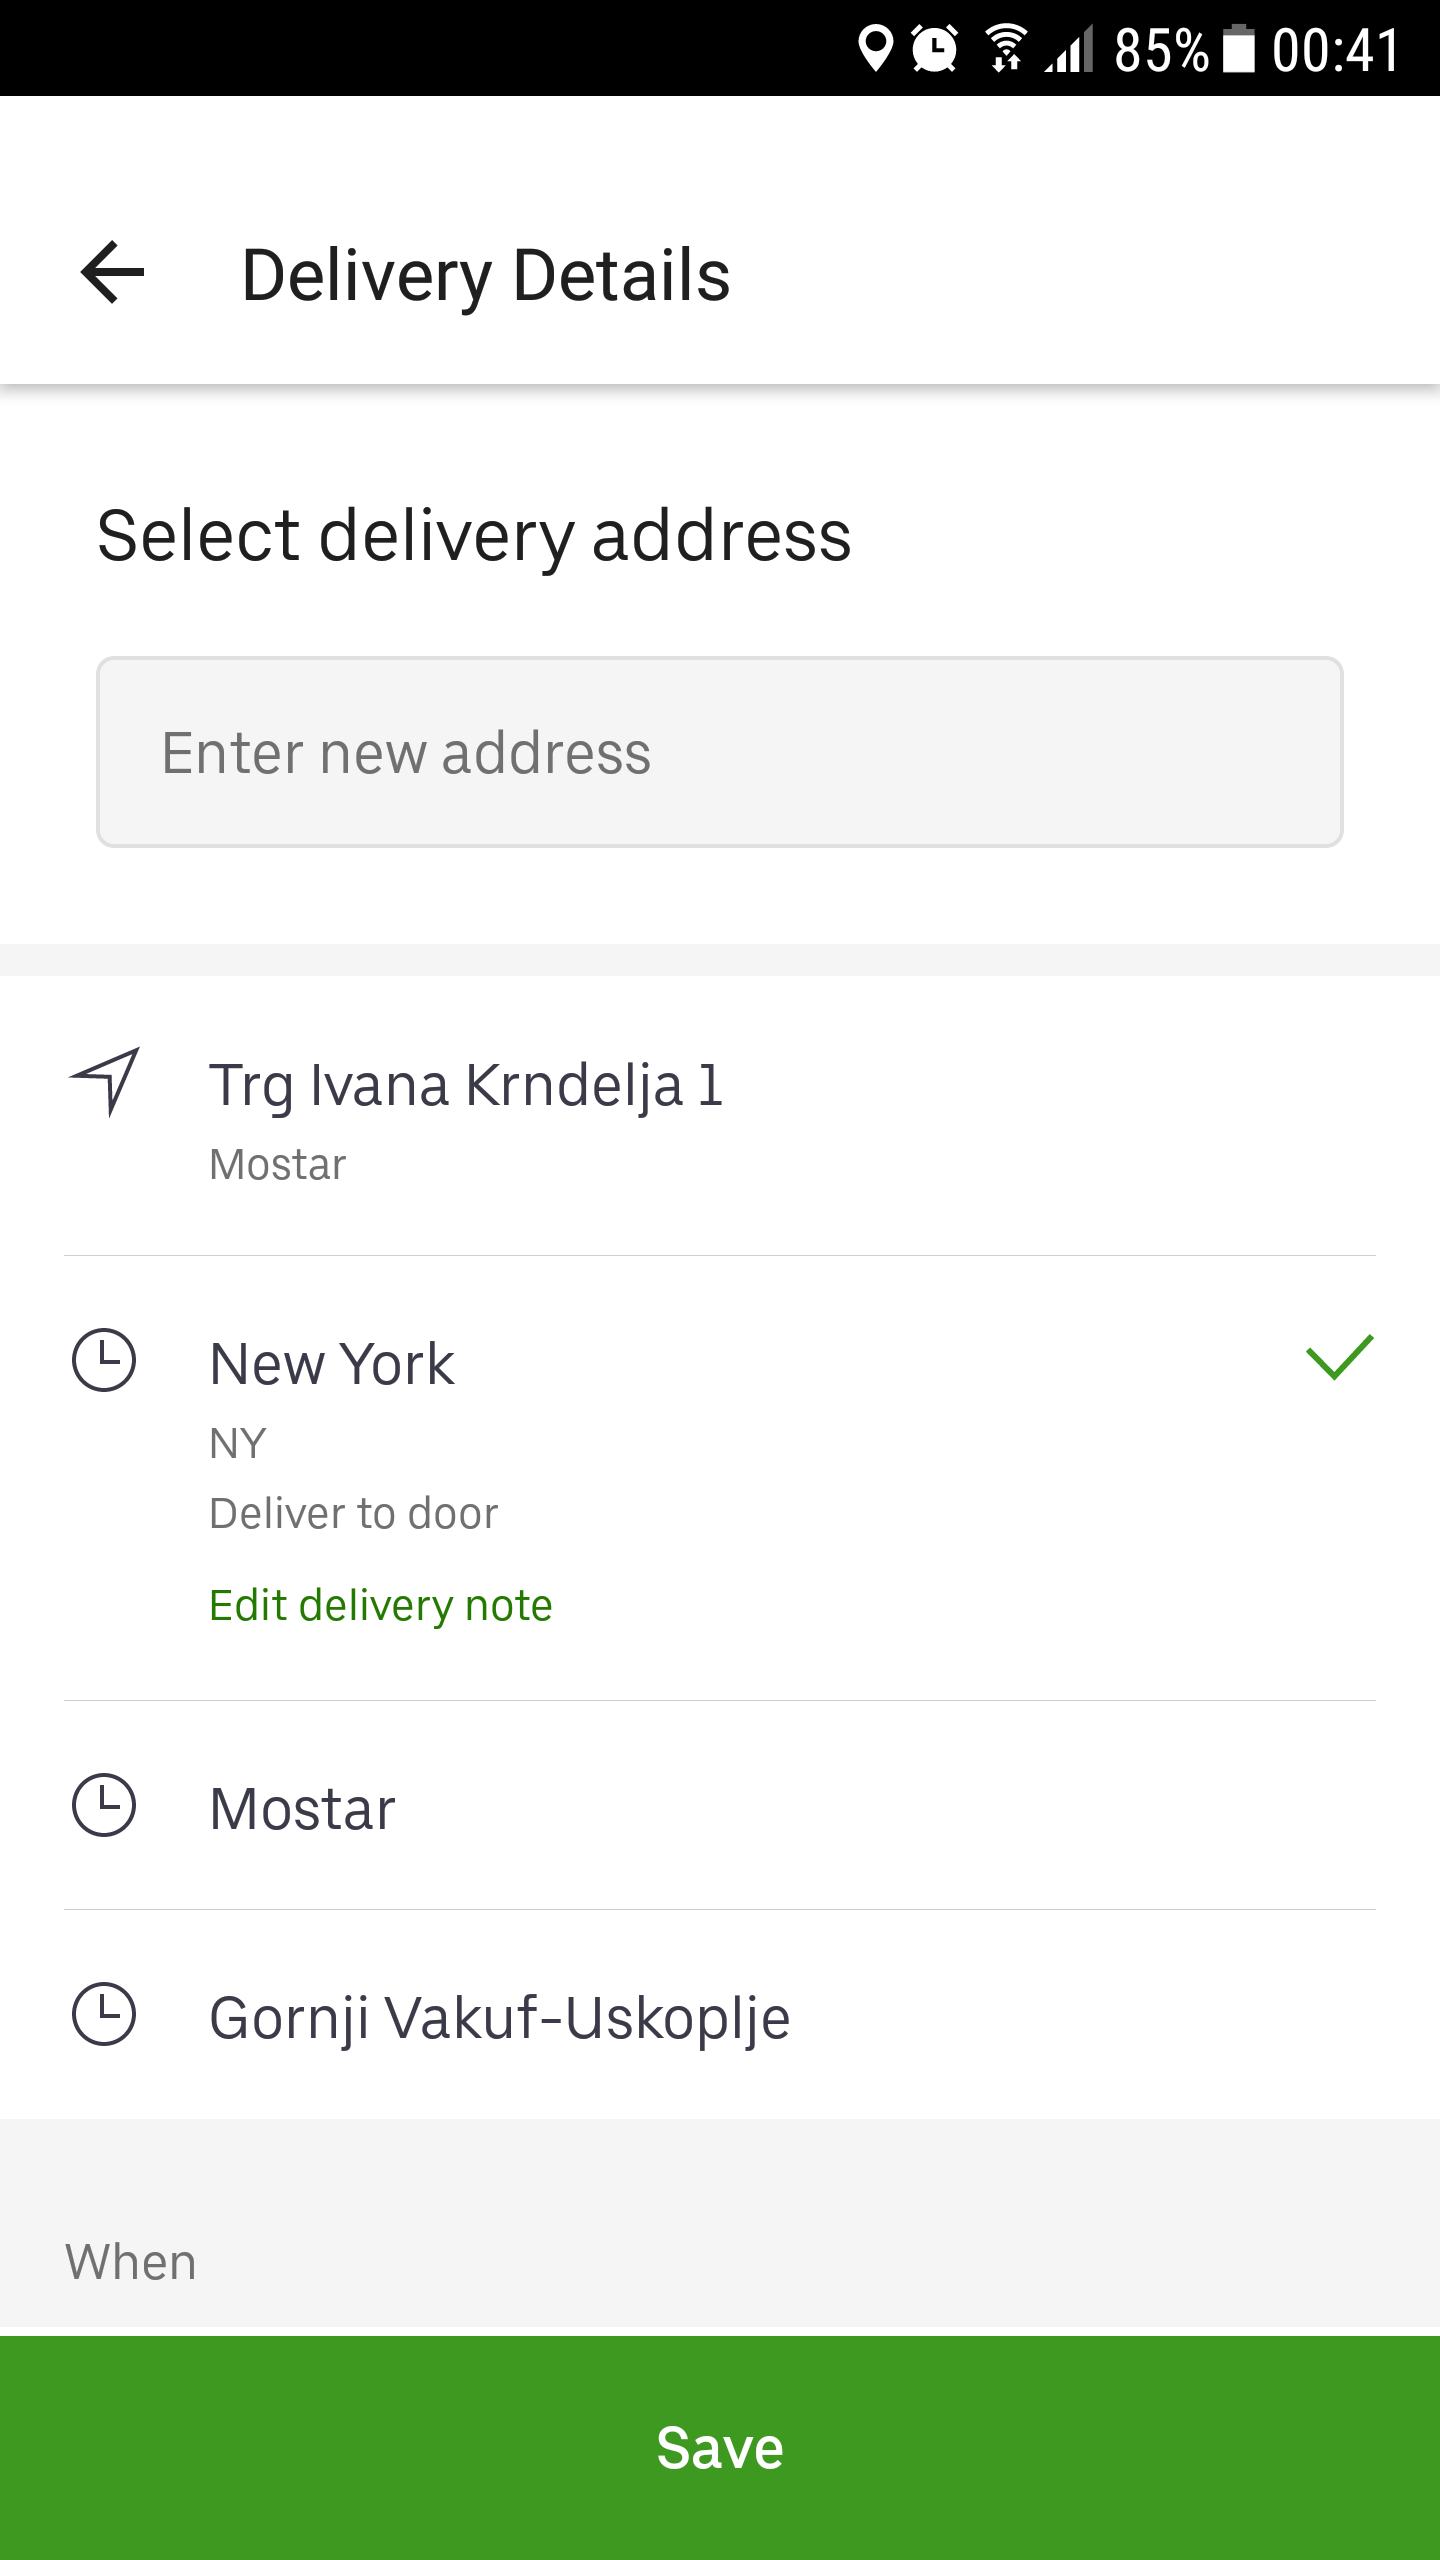 85% 00:41
Delivery Details
Select delivery address
Enter new address
Trg Ivana Krndelja 1
Mostar
New York
NY
Deliver to door
Edit delivery note
Mostar
Gornji Vakuf-Uskoplje
When
Save